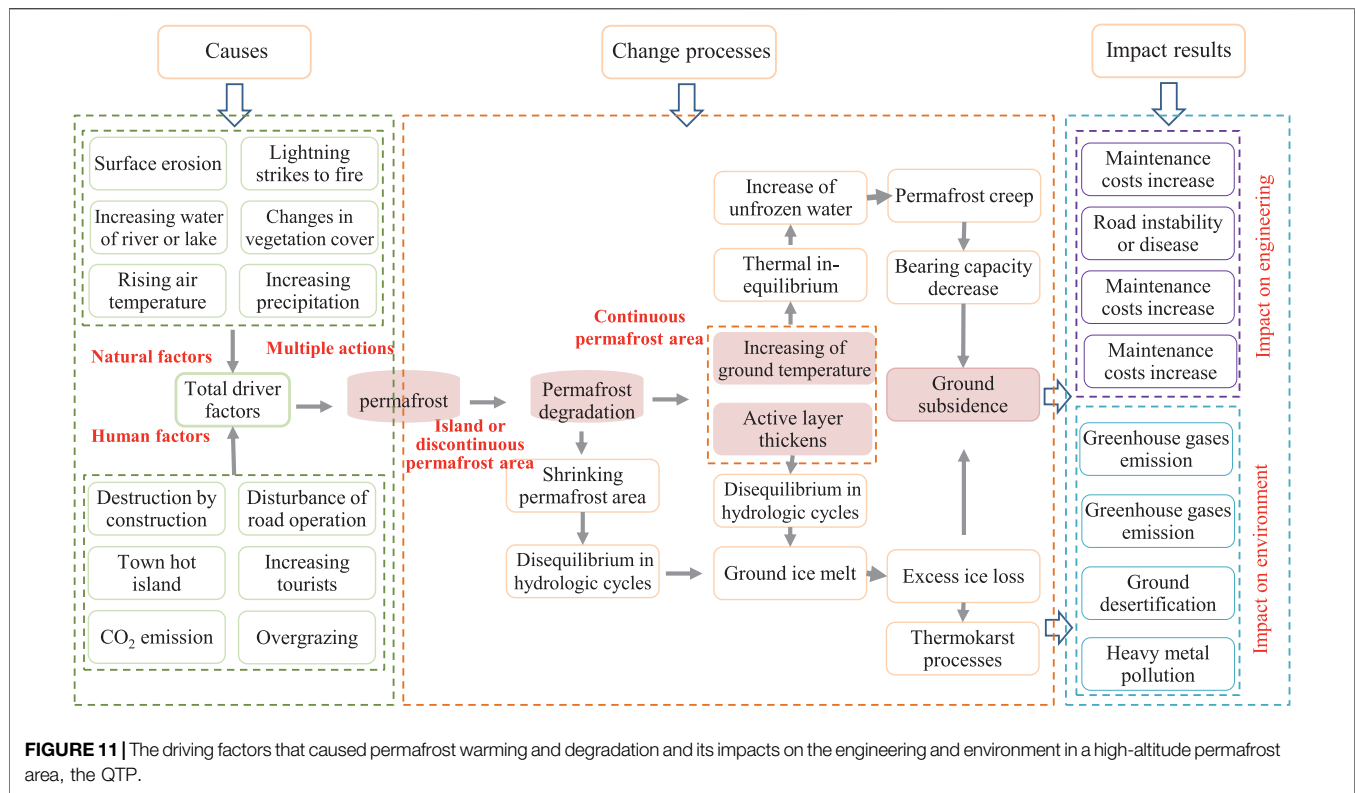 Causes
Change processes
Impact results
Surface erosion
Lightning
strikes to fire
Increasing water
of river or lake
Changes in
vegetation cover
Rising air
temperature
Increasing
precipitation
Natural factors
Multiple actions
Total driver
factors
Human factors
Destruction by
construction
Disturbance of
road operation
Town hot
island
Increasing
tourists
CO₂ emission
Overgrazing
permafrost
Island or
discontinuous
permafrost area
Permafrost
degradation
Shrinking
permafrost area
Disequilibrium in
hydrologic cycles
Continuous
permafrost area
Increase of
unfrozen water
Thermal in-
equilibrium
Increasing of
ground temperature
Active layer
thickens
Disequilibrium in
hydrologic cycles
Ground ice melt
Permafrost creep
Bearing capacity
decrease
Ground
subsidence
Excess ice loss
Thermokarst
processes
Maintenance
costs increase
Road instability
or disease
Maintenance
costs increase
Maintenance
costs increase
Impact on engineering
Greenhouse gases
emission
Greenhouse gases
emission
Ground
desertification
Heavy metal
pollution
Impact on environment
FIGURE 11 | The driving factors that caused permafrost warming and degradation and its impacts on the engineering and environment in a high-altitude permafrost
area, the QTP.